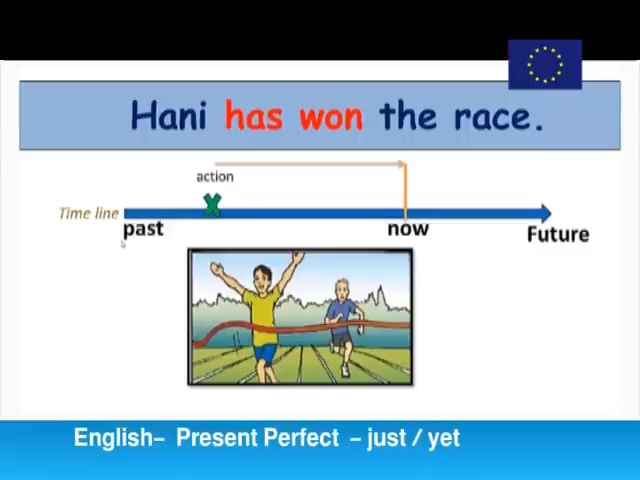 Hani has won the race.
action
Time line
past
now
Future
English– Present Perfect – just / yet